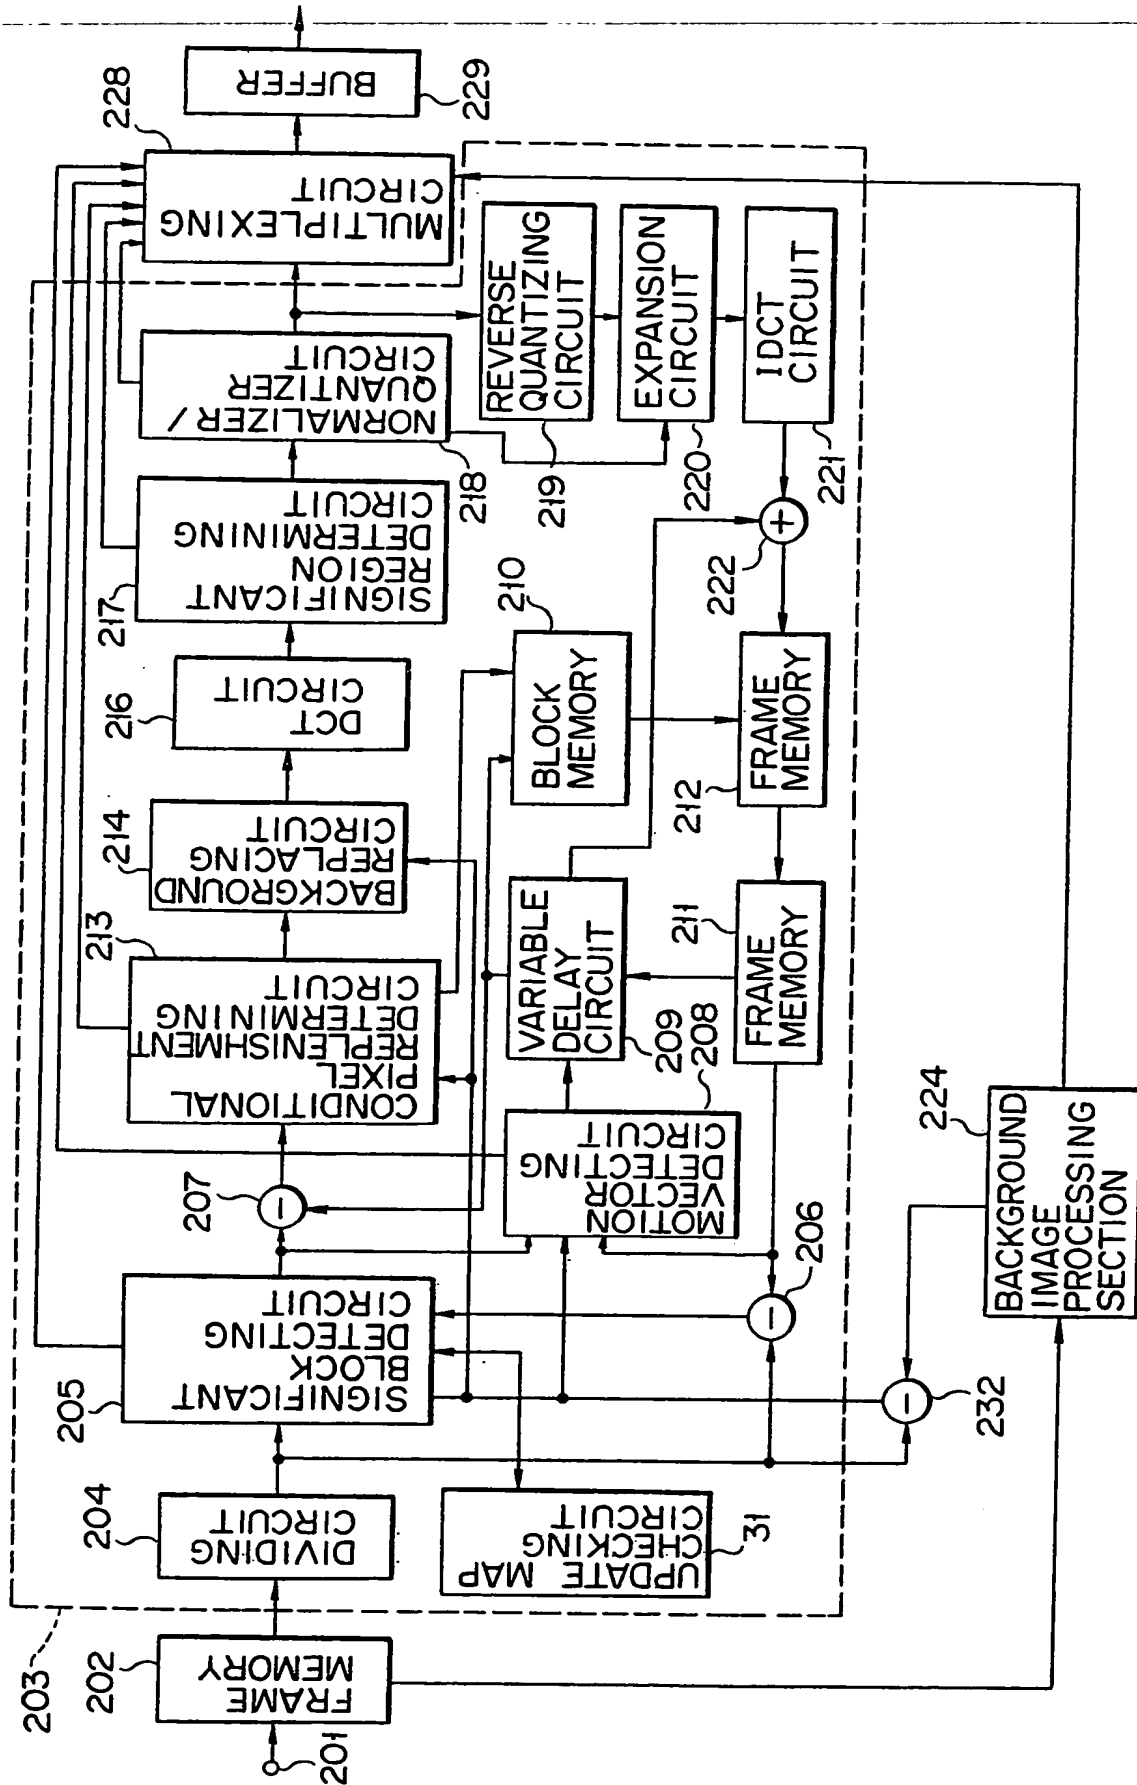 201
202
FRAME
MEMORY
203
204
DIVIDING
CIRCUIT
UPDATE MAP
CHECKING
CIRCUIT
31
205
SIGNIFICANT
BLOCK
DETECTING
CIRCUIT
206
232
207
MOTION
VECTOR
DETECTING
CIRCUIT
208
224
BACKGROUND
IMAGE
PROCESSING
SECTION
213
CONDITIONAL
PIXEL
REPLENISHMENT
DETERMINING
CIRCUIT
VARIABLE
DELAY
CIRCUIT
209
211
FRAME
MEMORY
214
BACKGROUND
REPLACING
CIRCUIT
210
BLOCK
MEMORY
212
FRAME
MEMORY
216
DCT
CIRCUIT
217
SIGNIFICANT
REGION
DETERMINING
CIRCUIT
222
+
NORMALIZER/
QUANTIZER
CIRCUIT
218
REVERSE
QUANTIZING
CIRCUIT
219
EXPANSION
CIRCUIT
220
IDCT
CIRCUIT
221
228
MULTIPLEXING
CIRCUIT
BUFFER
229